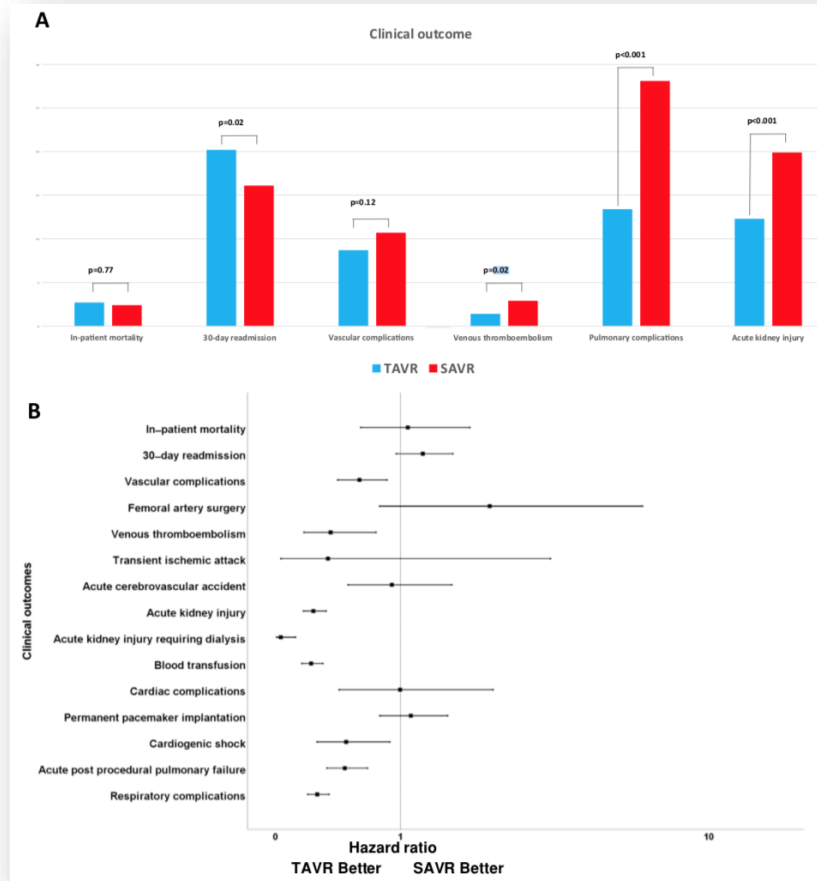 A
Clinical outcome
p<0.001
p=0.02
p<0.001
p=0.12
p=0.77
p=0.02
In-patient mortality
30-day readmission
Vascular complications
Venous thromboembolism
Pulmonary complications
Acute kidney injury
TAVR SAVR
B
Clinical outcomes
In–patient mortality
30–day readmission
Vascular complications
Femoral artery surgery
Venous thromboembolism
Transient ischemic attack
Acute cerebrovascular accident
Acute kidney injury
Acute kidney injury requiring dialysis
Blood transfusion
Cardiac complications
Permanent pacemaker implantation
Cardiogenic shock
Acute post procedural pulmonary failure
Respiratory complications
0 1 10
Hazard ratio
TAVR Better SAVR Better